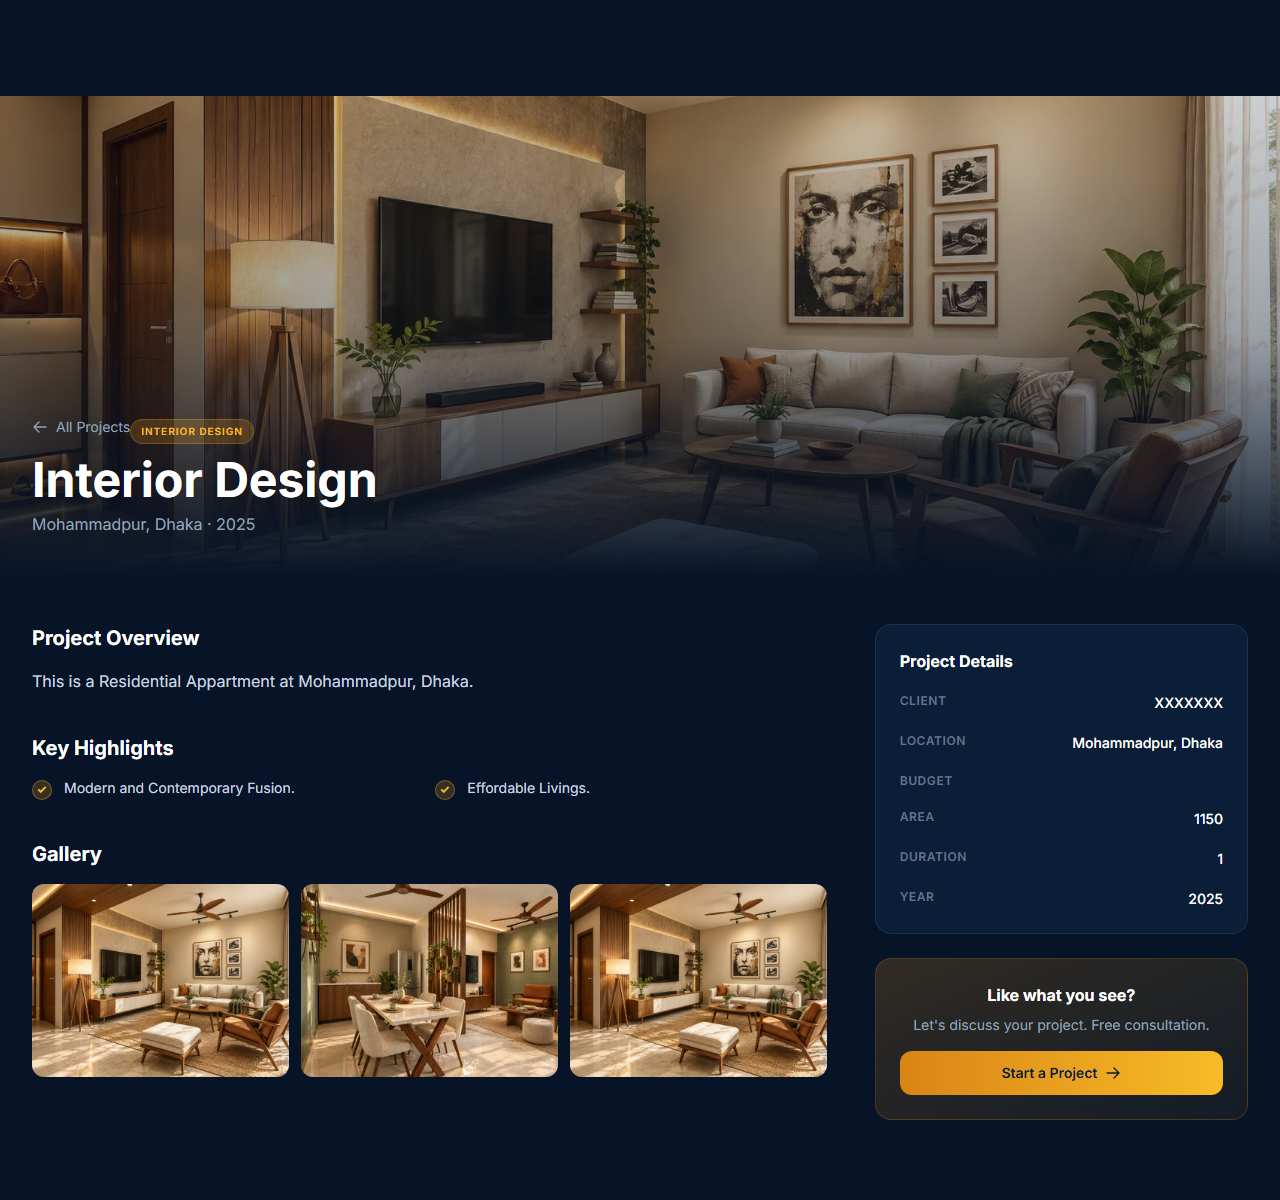 All Projects
INTERIOR DESIGN
Interior Design
Mohammadpur, Dhaka · 2025
Project Overview
This is a Residential Appartment at Mohammadpur, Dhaka.
Key Highlights
Modern and Contemporary Fusion.
Effordable Livings.
Gallery
Project Details
CLIENT XXXXXXX
LOCATION Mohammadpur, Dhaka
BUDGET
AREA 1150
DURATION 1
YEAR 2025
Like what you see?
Let's discuss your project. Free consultation.
Start a Project